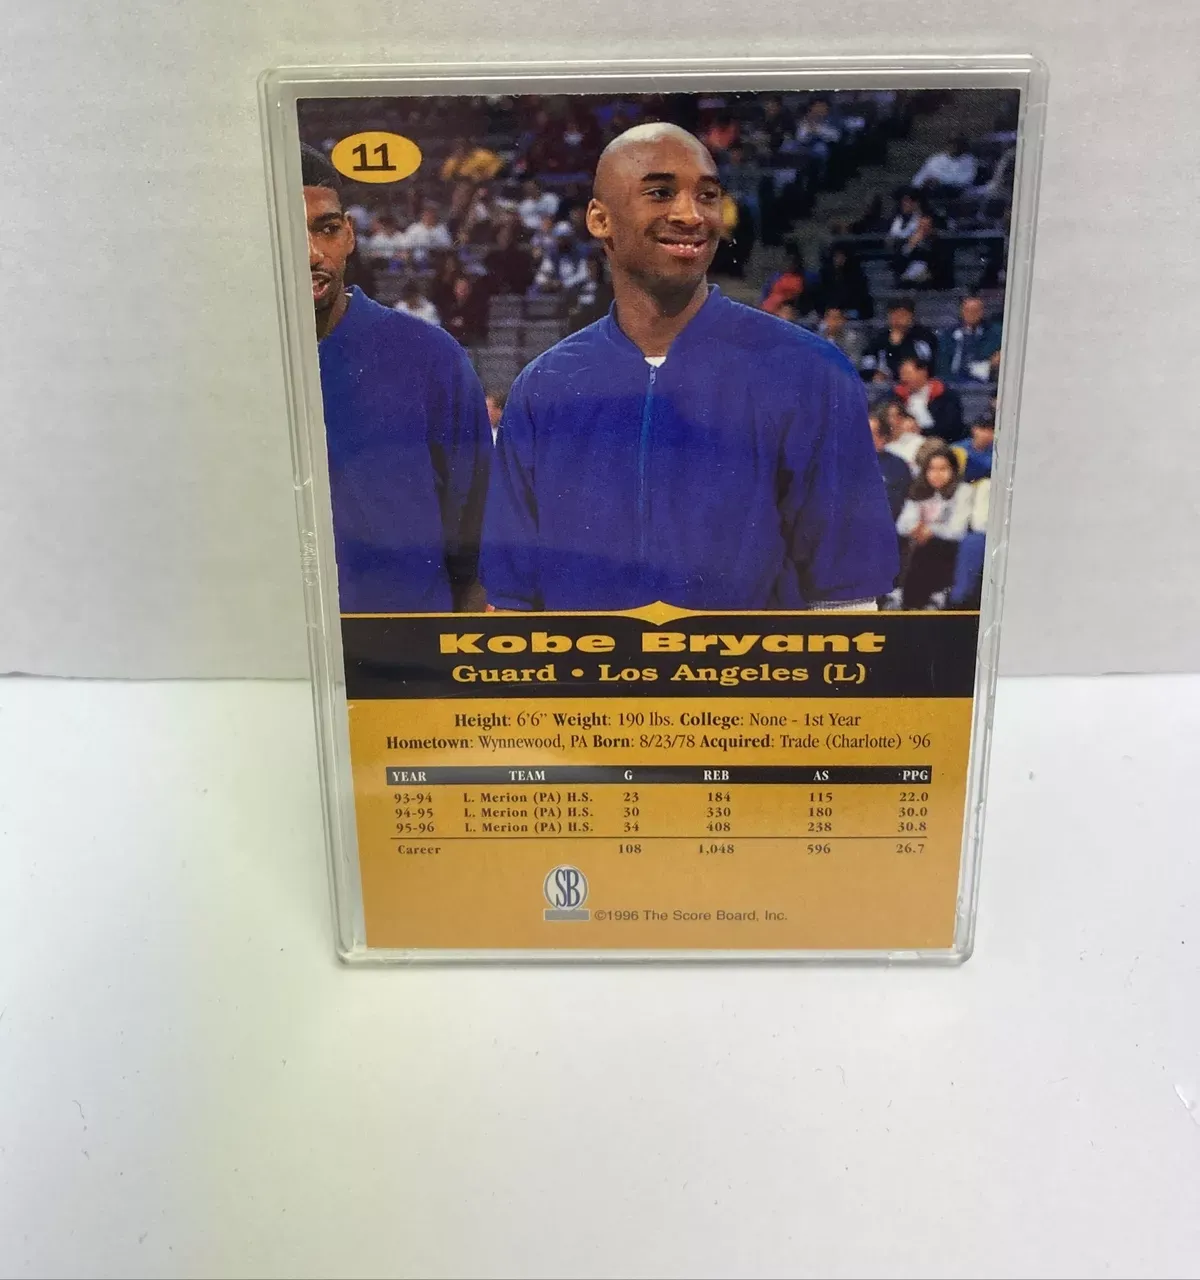 11
Kobe Bryant
Guard • Los Angeles (L)
Height: 6'6" Weight: 190 lbs. College: None - 1st Year
Hometown: Wynnewood, PA Born: 8/23/78 Acquired: Trade (Charlotte) '96
YEAR TEAM G REB AS PPG
93-94 L. Merion (PA) H.S. 23 184 115 22.0
94-95 L. Merion (PA) H.S. 30 330 180 30.0
95-96 L. Merion (PA) H.S. 34 408 238 30.8
Career 108 1,048 596 26.7
SB
©1996 The Score Board, Inc.